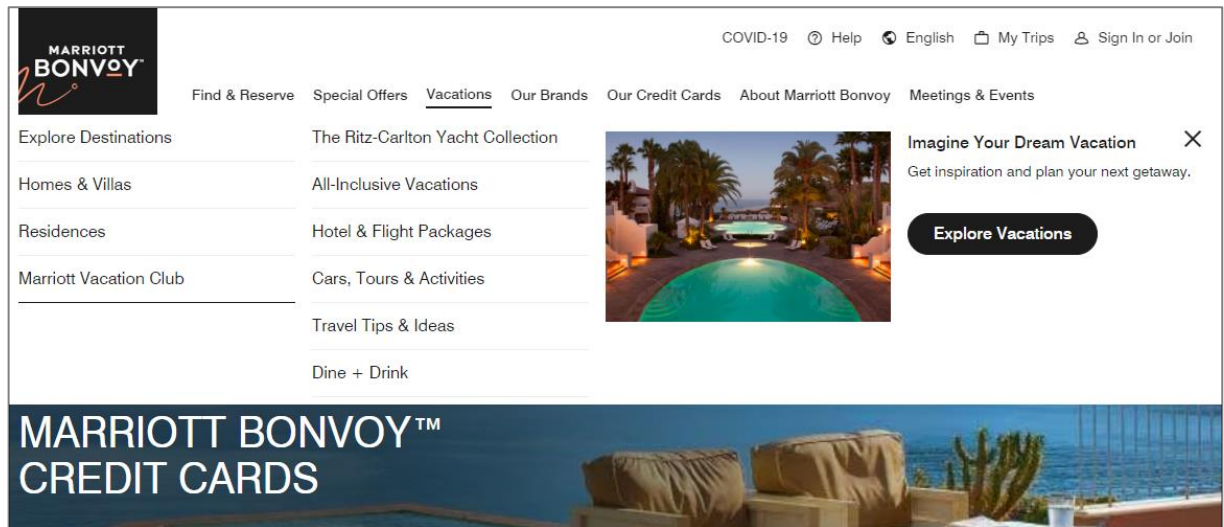 MARRIOTT
BONVOY™
COVID-19 Help English My Trips Sign In or Join
Find & Reserve Special Offers Vacations Our Brands Our Credit Cards About Marriott Bonvoy Meetings & Events
Explore Destinations
Homes & Villas
Residences
Marriott Vacation Club
The Ritz-Carlton Yacht Collection
All-Inclusive Vacations
Hotel & Flight Packages
Cars, Tours & Activities
Travel Tips & Ideas
Dine + Drink
Imagine Your Dream Vacation
Get inspiration and plan your next getaway.
Explore Vacations
MARRIOTT BONVOY™
CREDIT CARDS